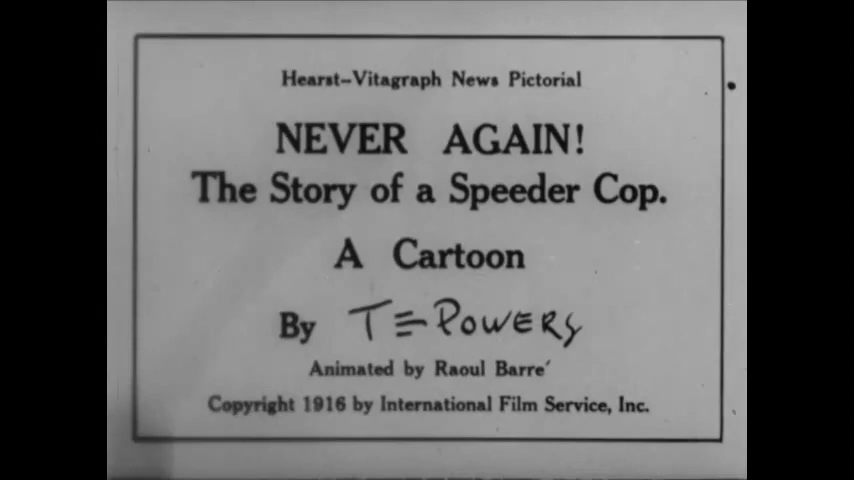 Hearst-Vitagraph News Pictorial
NEVER AGAIN!
The Story of a Speeder Cop.
A Cartoon
By T E Powers
Animated by Raoul Barré
Copyright 1916 by International Film Service, Inc.